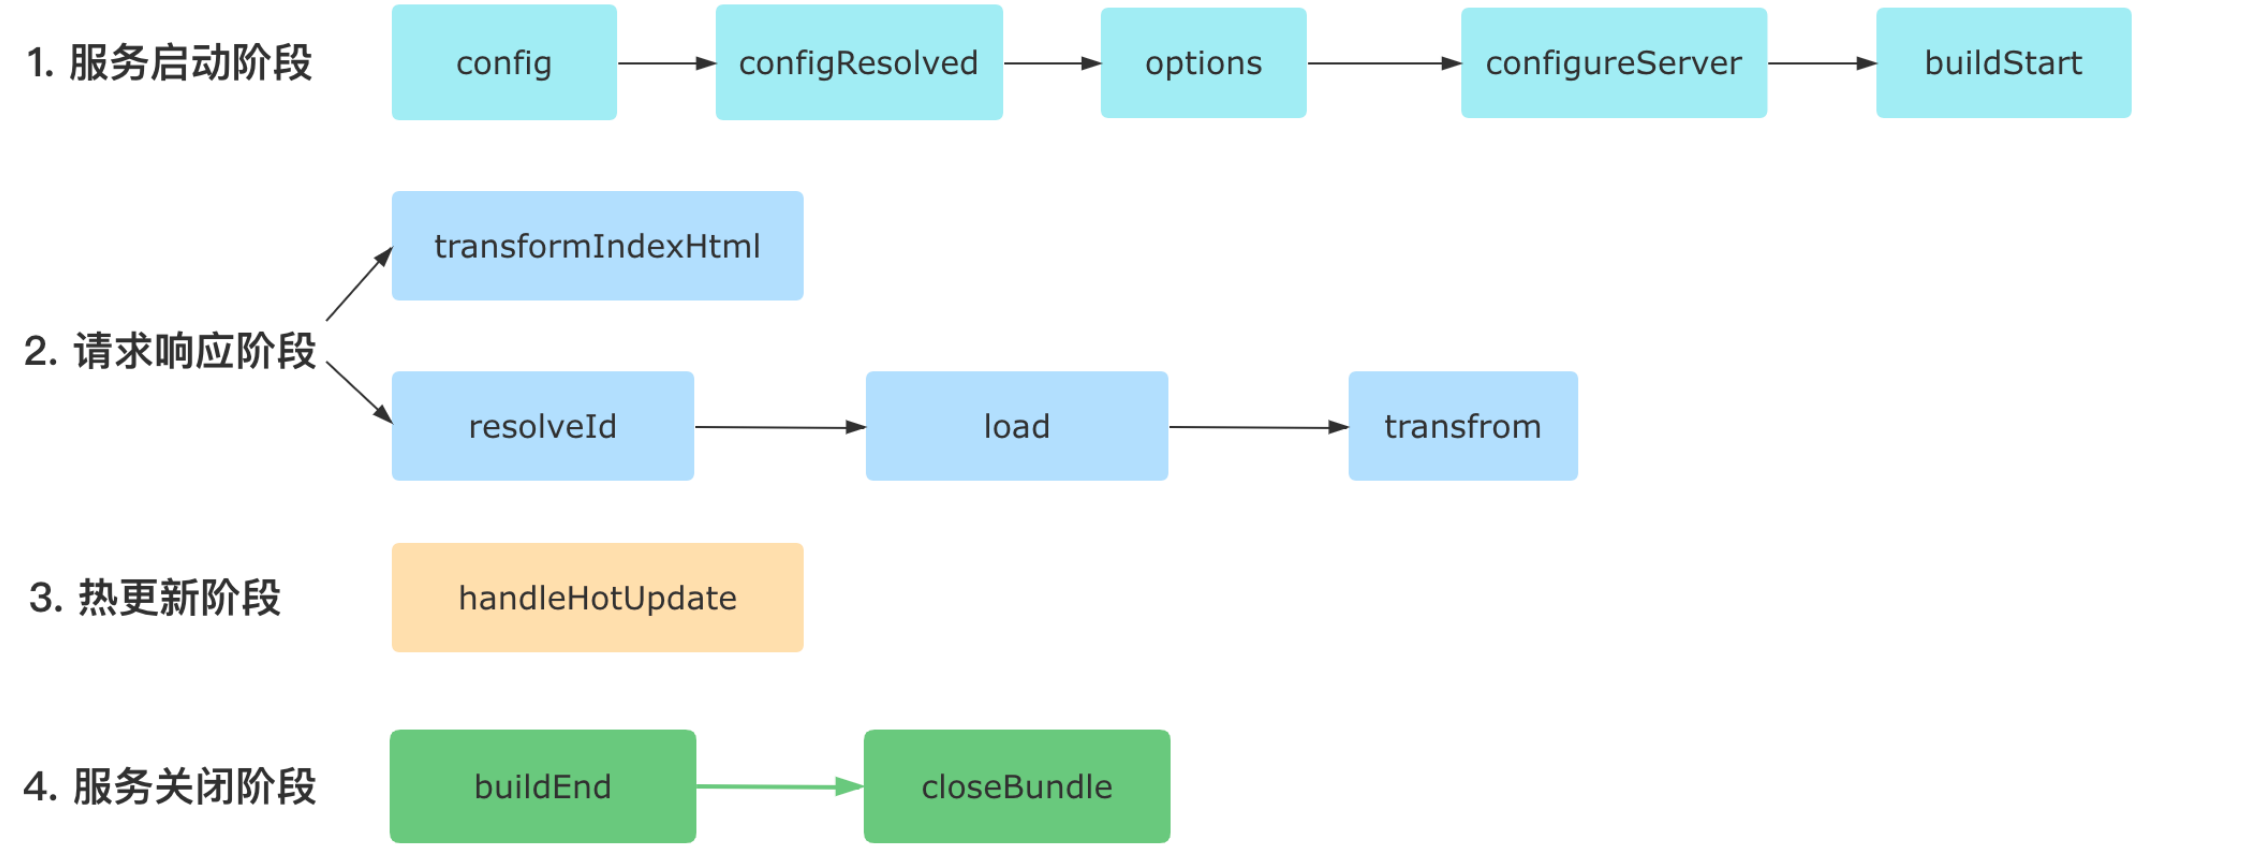 1. 服务启动阶段
config
configResolved
options
configureServer
buildStart
transformIndexHtml
2. 请求响应阶段
resolveId
load
transfrom
3. 热更新阶段
handleHotUpdate
4. 服务关闭阶段
buildEnd
closeBundle